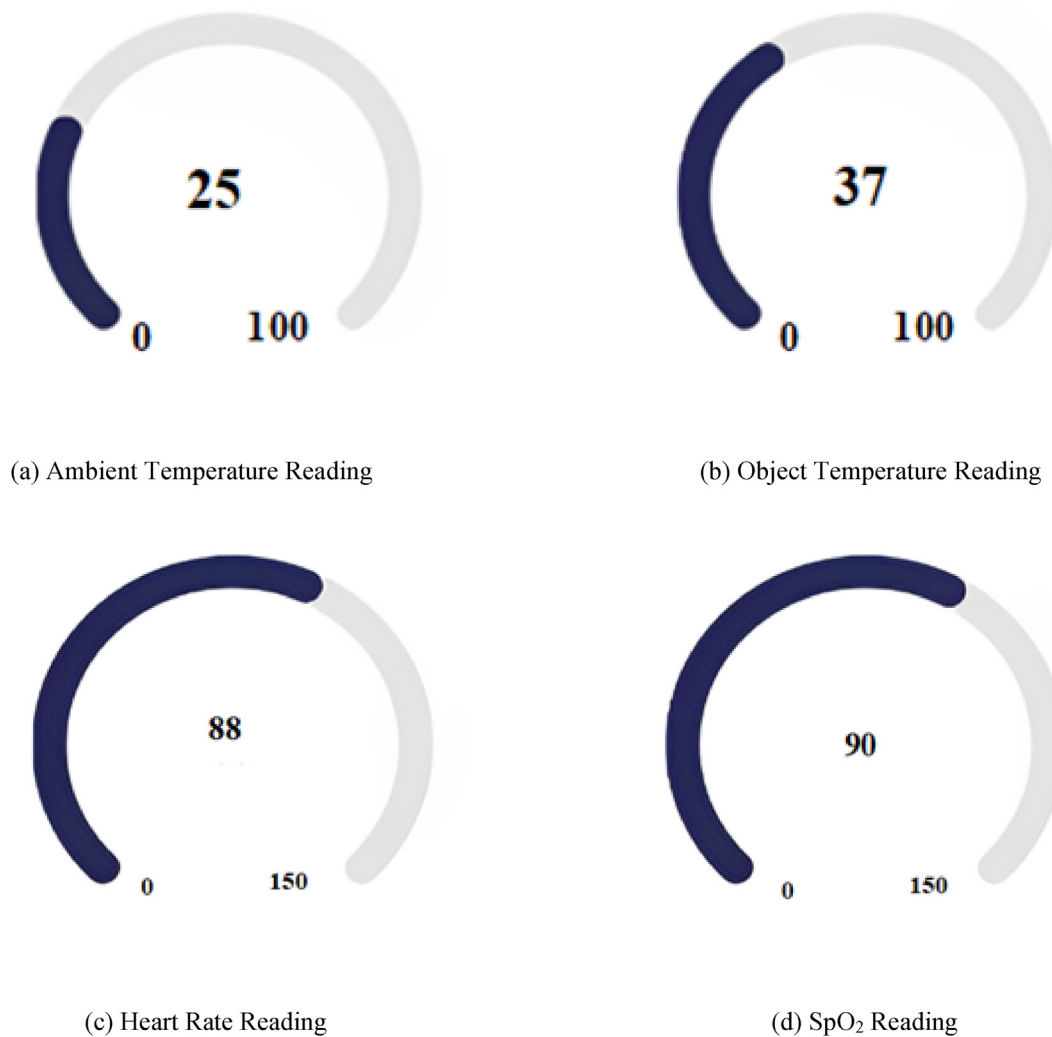 25
0 100
(a) Ambient Temperature Reading
37
0 100
(b) Object Temperature Reading
88
0 150
(c) Heart Rate Reading
90
0 150
(d) SpO₂ Reading